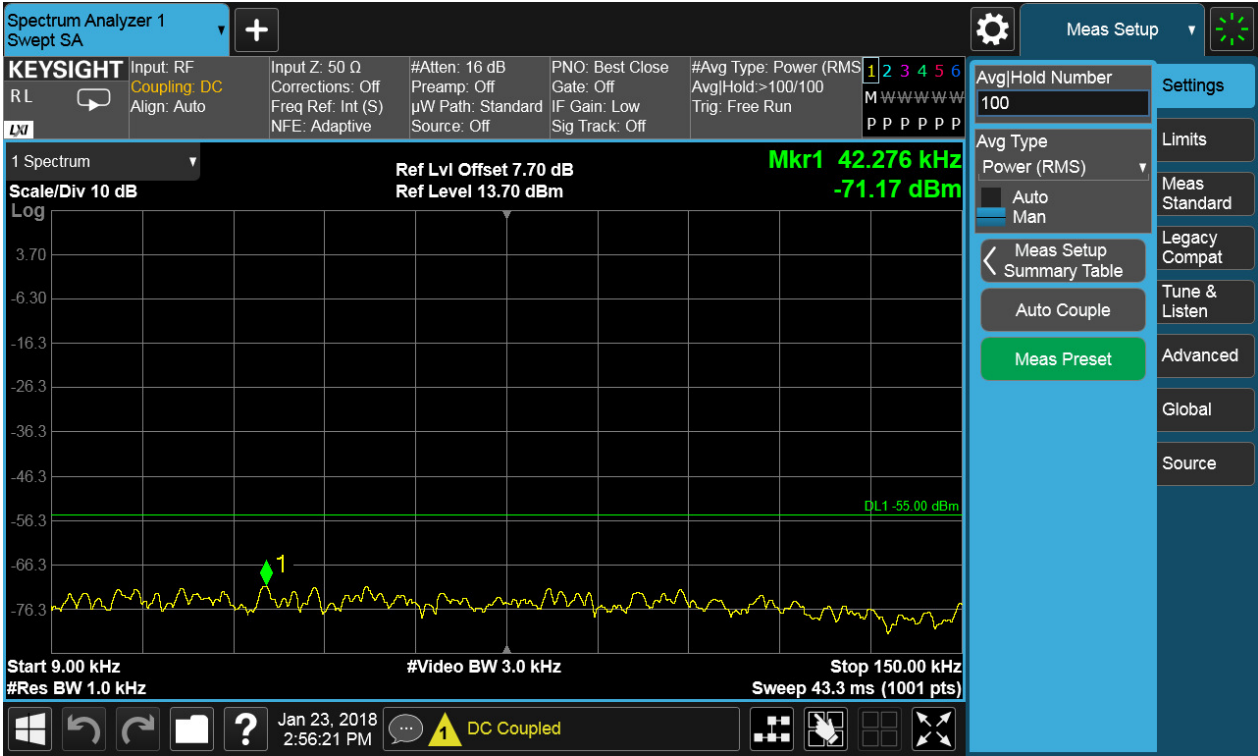 Spectrum Analyzer 1
Swept SA
Meas Setup
KEYSIGHT
R L
LXI
Input: RF
Coupling: DC
Align: Auto
Input Z: 50 Ω
Corrections: Off
Freq Ref: Int (S)
NFE: Adaptive
#Atten: 16 dB
Preamp: Off
µW Path: Standard
Source: Off
PNO: Best Close
Gate: Off
IF Gain: Low
Sig Track: Off
#Avg Type: Power (RMS
Avg|Hold:>100/100
Trig: Free Run
1 2 3 4 5 6
M W W W W W
P P P P P P
1 Spectrum
Scale/Div 10 dB
Ref Lvl Offset 7.70 dB
Ref Level 13.70 dBm
Mkr1 42.276 kHz
-71.17 dBm
Log
3.70
-6.30
-16.3
-26.3
-36.3
-46.3
-56.3
-66.3
-76.3
DL1 -55.00 dBm
1
Start 9.00 kHz
#Res BW 1.0 kHz
#Video BW 3.0 kHz
Stop 150.00 kHz
Sweep 43.3 ms (1001 pts)
Avg|Hold Number
100
Avg Type
Power (RMS)
Auto
Man
Meas Setup
Summary Table
Auto Couple
Meas Preset
Settings
Limits
Meas
Standard
Legacy
Compat
Tune &
Listen
Advanced
Global
Source
?
Jan 23, 2018
2:56:21 PM
1
DC Coupled